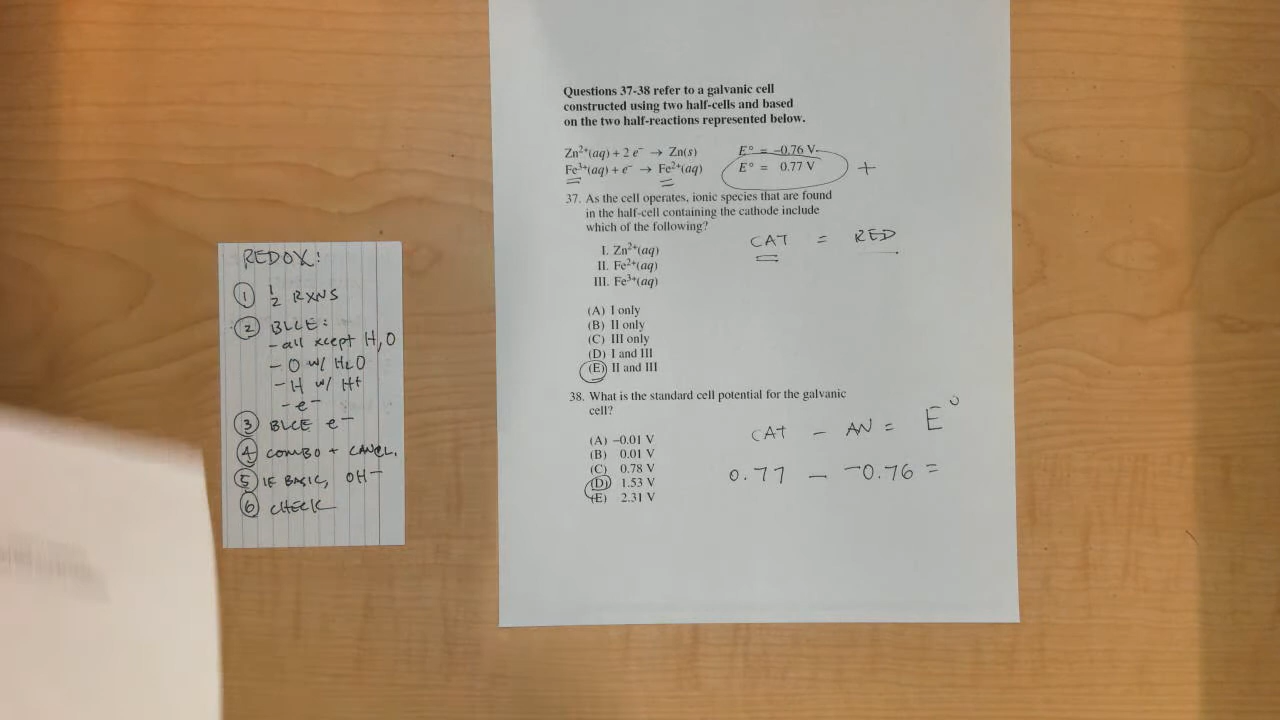 REDOX:
① ½ RXNS
② BLCE:
- all xcept H, O
- O w/ H2O
- H w/ H+
- e⁻
③ BLCE e⁻
④ COMBO + CANCL.
⑤ IF BASIC, OH⁻
⑥ CHECK
Questions 37-38 refer to a galvanic cell
constructed using two half-cells and based
on the two half-reactions represented below.
Zn²⁺(aq) + 2 e⁻ → Zn(s) E° = −0.76 V
Fe³⁺(aq) + e⁻ → Fe²⁺(aq) E° = 0.77 V +
37. As the cell operates, ionic species that are found
in the half-cell containing the cathode include
which of the following?
CAT = RED
I. Zn²⁺(aq)
II. Fe²⁺(aq)
III. Fe³⁺(aq)
(A) I only
(B) II only
(C) III only
(D) I and III
(E) II and III
38. What is the standard cell potential for the galvanic
cell?
CAT − AN = E°
(A) −0.01 V
(B) 0.01 V
(C) 0.78 V
0.77 − −0.76 =
(D) 1.53 V
(E) 2.31 V